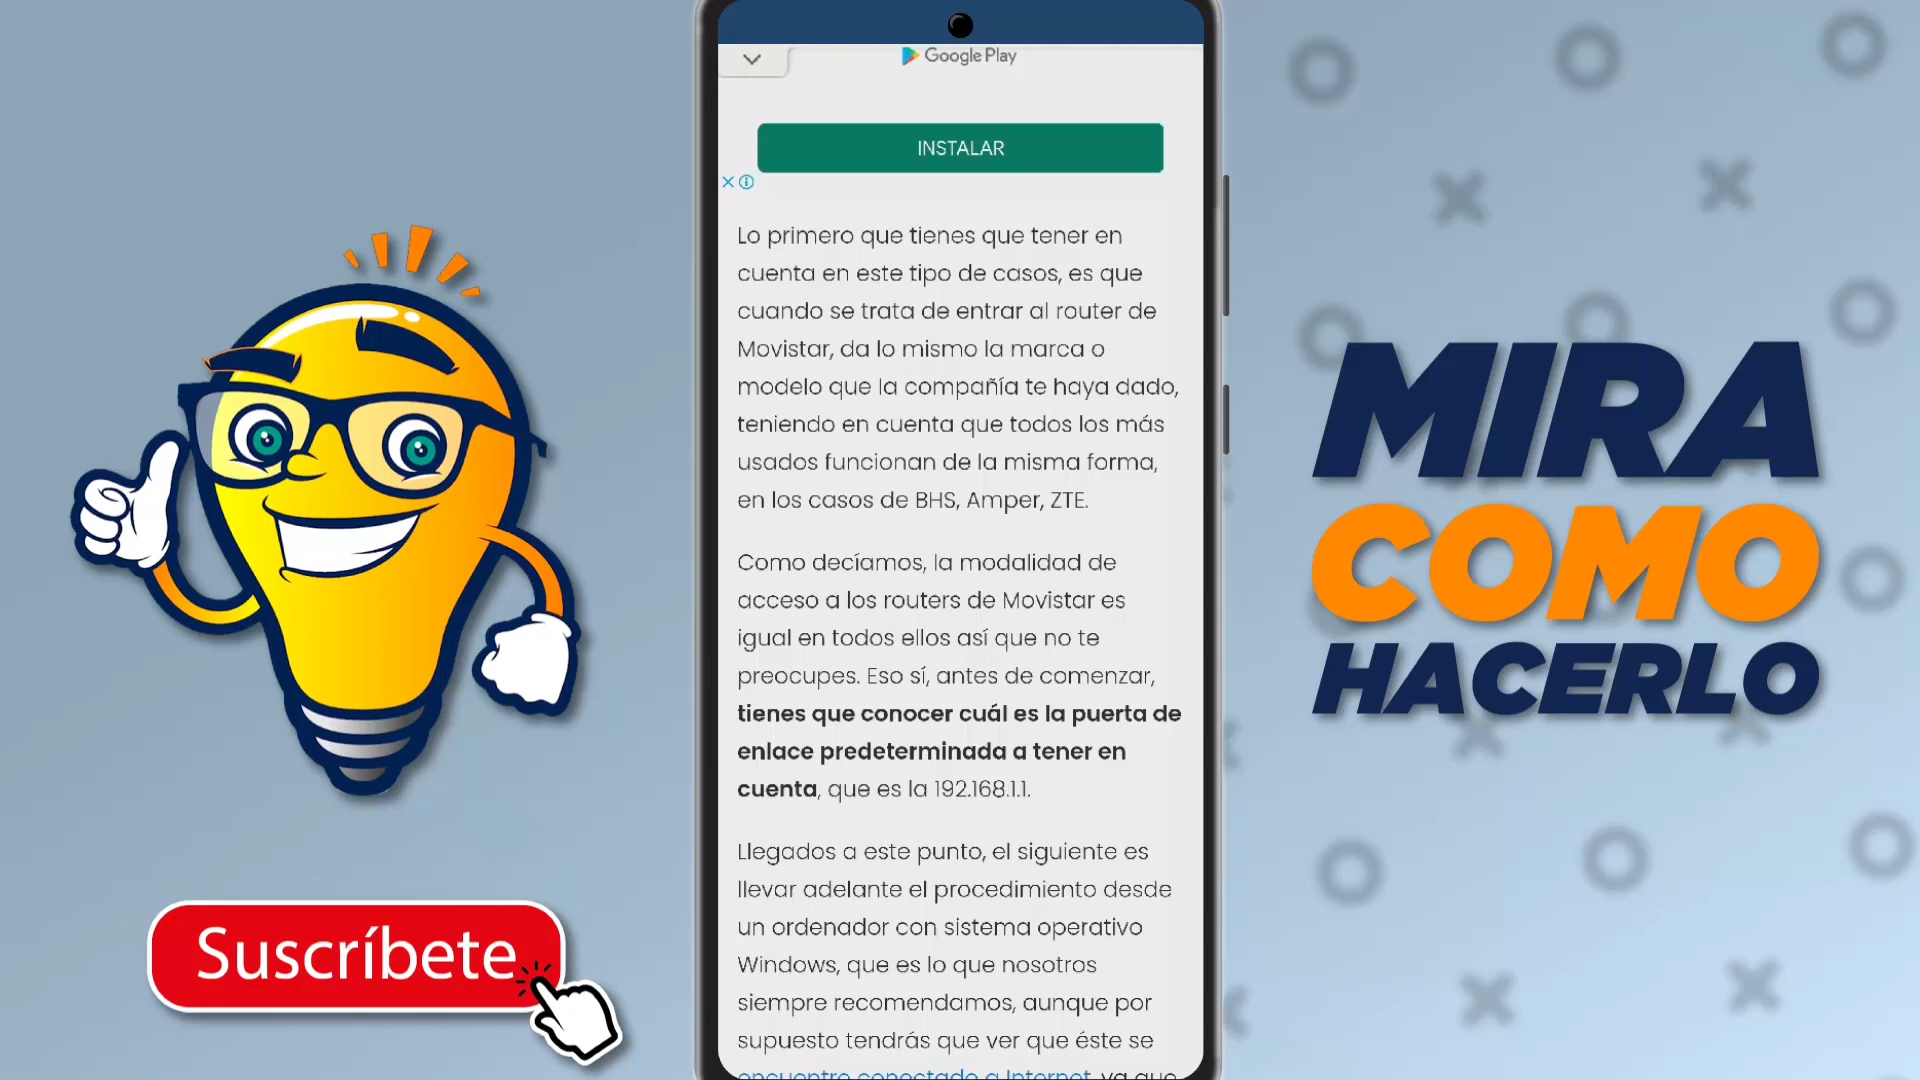 Google Play
INSTALAR
Lo primero que tienes que tener en
cuenta en este tipo de casos, es que
cuando se trata de entrar al router de
Movistar, da lo mismo la marca o
modelo que la compañía te haya dado,
teniendo en cuenta que todos los más
usados funcionan de la misma forma,
en los casos de BHS, Amper, ZTE.
Como decíamos, la modalidad de
acceso a los routers de Movistar es
igual en todos ellos así que no te
preocupes. Eso sí, antes de comenzar,
tienes que conocer cuál es la puerta de
enlace predeterminada a tener en
cuenta, que es la 192.168.1.1.
Llegados a este punto, el siguiente es
llevar adelante el procedimiento desde
un ordenador con sistema operativo
Windows, que es lo que nosotros
siempre recomendamos, aunque por
supuesto tendrás que ver que éste se
encuentre conectado a Internet, ya que
Suscríbete
MIRA
COMO
HACERLO